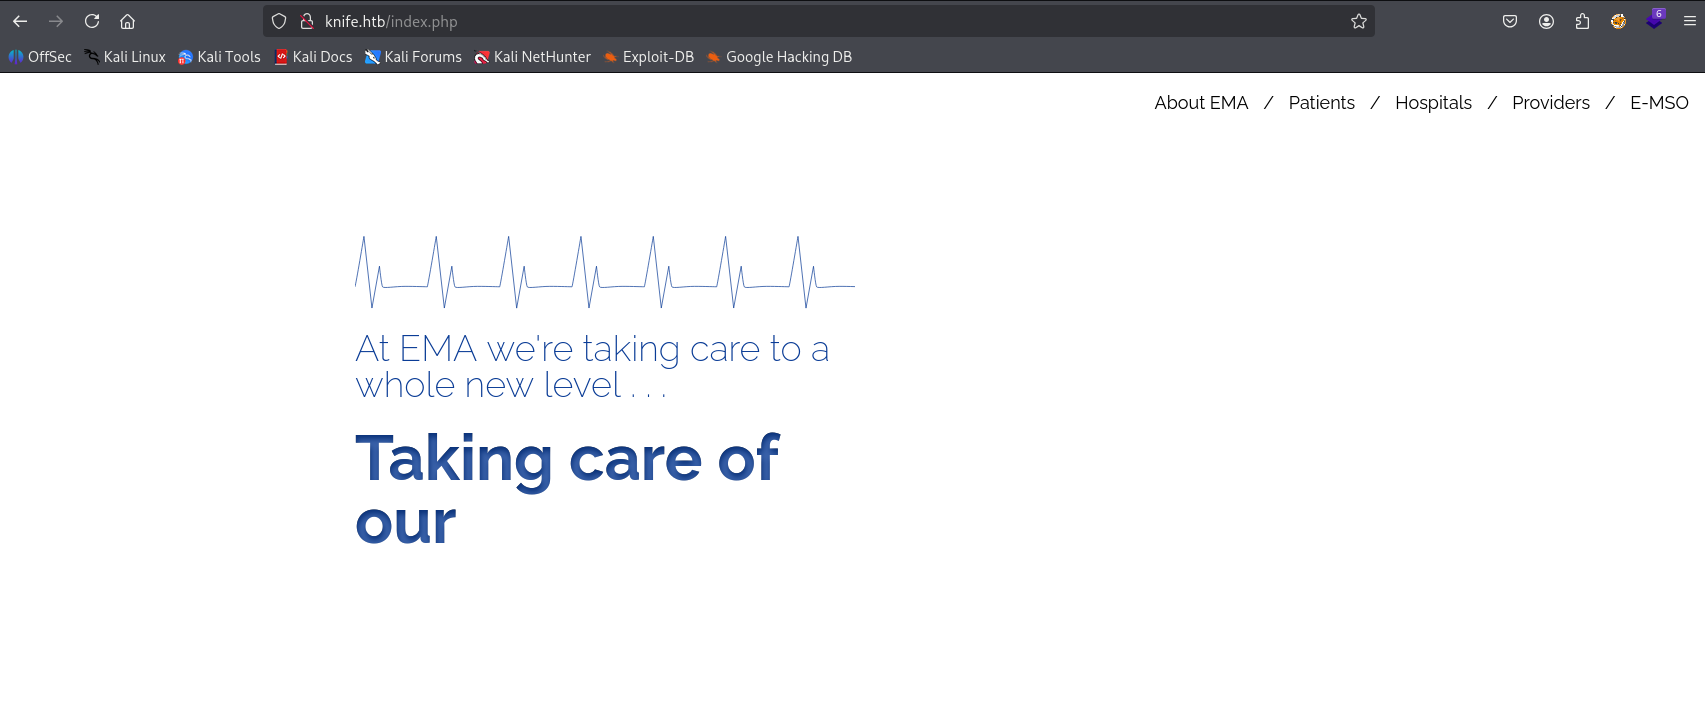 knife.htb/index.php
6
OffSec Kali Linux Kali Tools Kali Docs Kali Forums Kali NetHunter Exploit-DB Google Hacking DB
About EMA / Patients / Hospitals / Providers / E-MSO
At EMA we're taking care to a
whole new level . . .
Taking care of
our